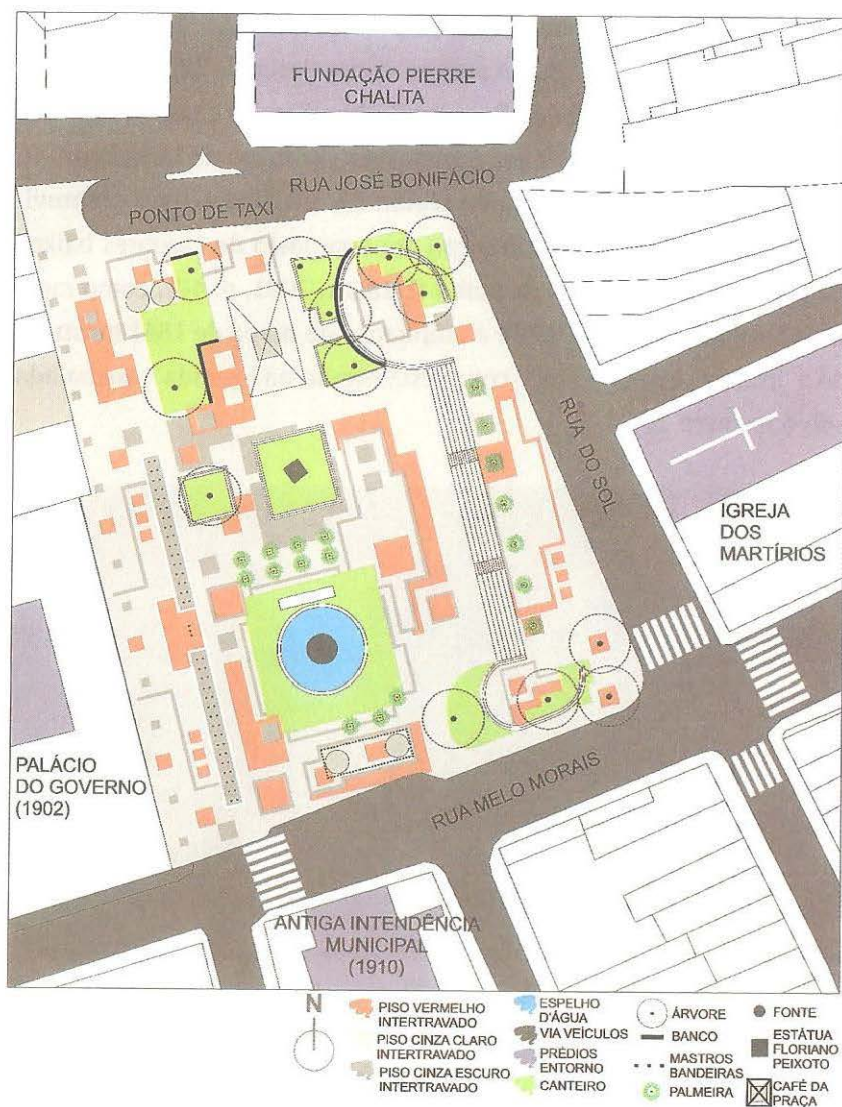 FUNDAÇÃO PIERRE
CHALITA
RUA JOSÉ BONIFÁCIO
PONTO DE TAXI
RUA DO SOL
IGREJA
DOS
MARTÍRIOS
PALÁCIO
DO GOVERNO
(1902)
RUA MELO MORAIS
ANTIGA INTENDÊNCIA
MUNICIPAL
(1910)
N
PISO VERMELHO
INTERTRAVADO
PISO CINZA CLARO
INTERTRAVADO
PISO CINZA ESCURO
INTERTRAVADO
ESPELHO
D'ÁGUA
VIA VEÍCULOS
PRÉDIOS
ENTORNO
CANTEIRO
ÁRVORE
BANCO
MASTROS
BANDEIRAS
PALMEIRA
FONTE
ESTÁTUA
FLORIANO
PEIXOTO
CAFÉ DA
PRAÇA